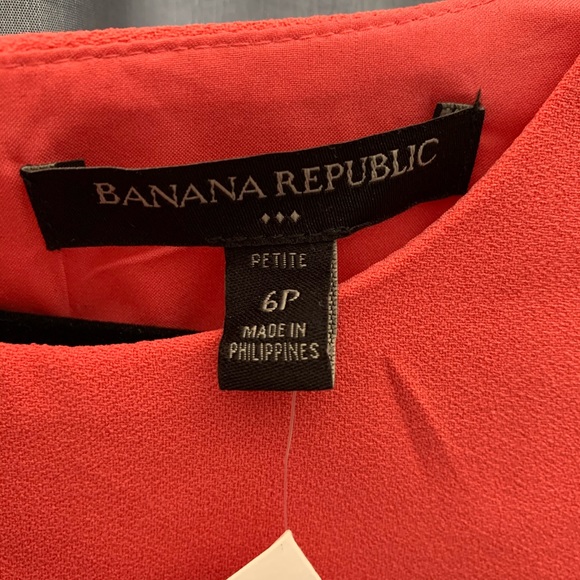 BANANA REPUBLIC
PETITE
6P
MADE IN
PHILIPPINES